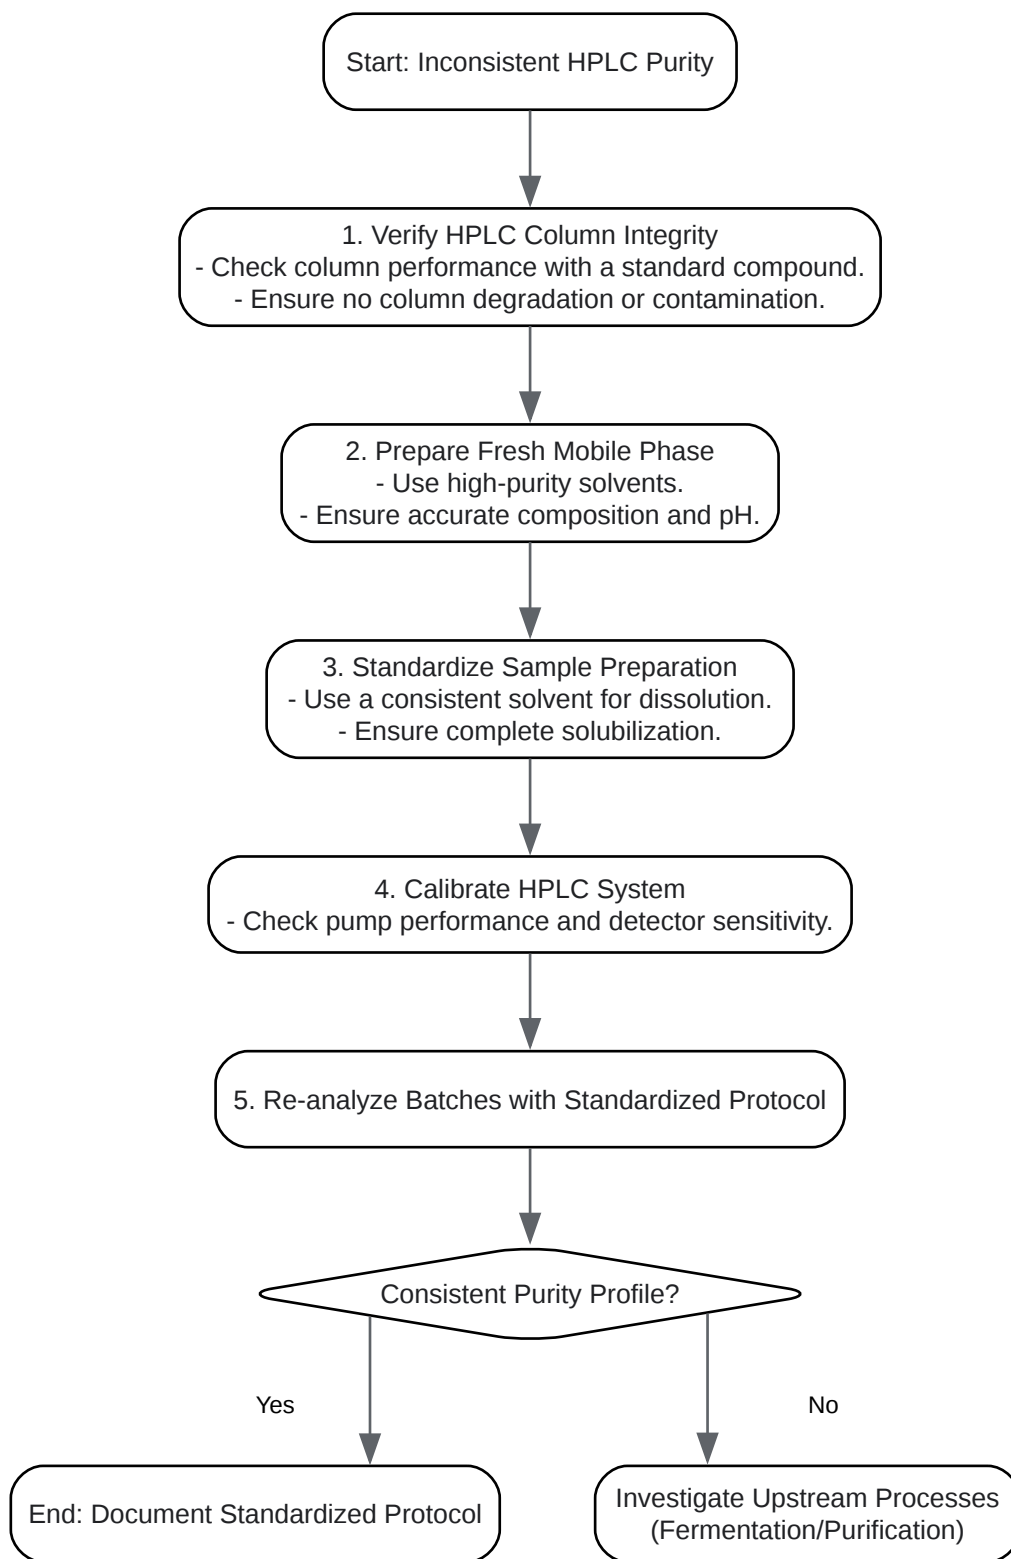 Start: Inconsistent HPLC Purity
1. Verify HPLC Column Integrity
- Check column performance with a standard compound.
- Ensure no column degradation or contamination.
2. Prepare Fresh Mobile Phase
- Use high-purity solvents.
- Ensure accurate composition and pH.
3. Standardize Sample Preparation
- Use a consistent solvent for dissolution.
- Ensure complete solubilization.
4. Calibrate HPLC System
- Check pump performance and detector sensitivity.
5. Re-analyze Batches with Standardized Protocol
Consistent Purity Profile?
Yes
No
End: Document Standardized Protocol
Investigate Upstream Processes
(Fermentation/Purification)